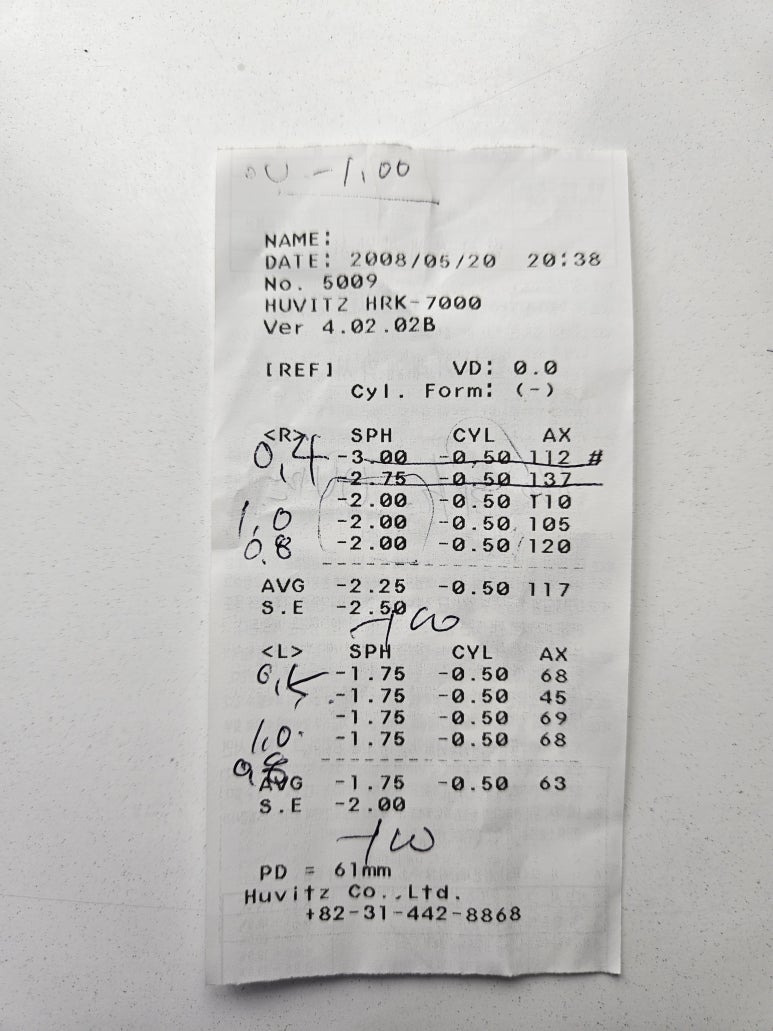 OU -1.00
NAME:
DATE: 2008/05/20 20:38
No. 5009
HUVITZ HRK-7000
Ver 4.02.02B
[REF] VD: 0.0
Cyl. Form: (-)
<R> SPH CYL AX
0,4 -3.00 -0.50 112 #
-2.75 -0.50 137
-2.00 -0.50 110
1,0 -2.00 -0.50 105
0.8 -2.00 -0.50 120
AVG -2.25 -0.50 117
S.E -2.50
<L> SPH CYL AX
-1.75 -0.50 68
-1.75 -0.50 45
-1.75 -0.50 69
1,0 -1.75 -0.50 68
AVG -1.75 -0.50 63
S.E -2.00
PD = 61mm
Huvitz Co.,Ltd.
+82-31-442-8868